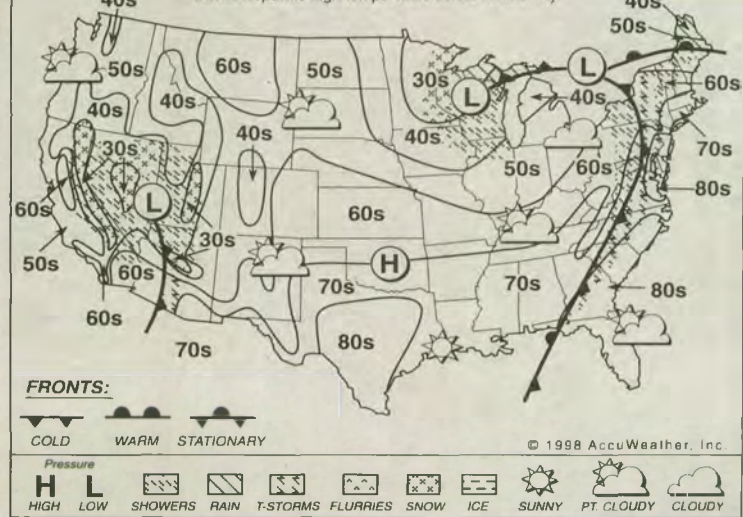 40s 40s
50s
50s 60s 50s 30s L L 60s
40s 40s 40s
40s 40s 70s
30s 50s 60s
60s L 60s 80s
30s
50s 60s H
70s 80s
60s 80s
70s
FRONTS:
COLD WARM STATIONARY
© 1998 AccuWeather, Inc.
Pressure
H L
HIGH LOW SHOWERS RAIN T-STORMS FLURRIES SNOW ICE SUNNY PT. CLOUDY CLOUDY